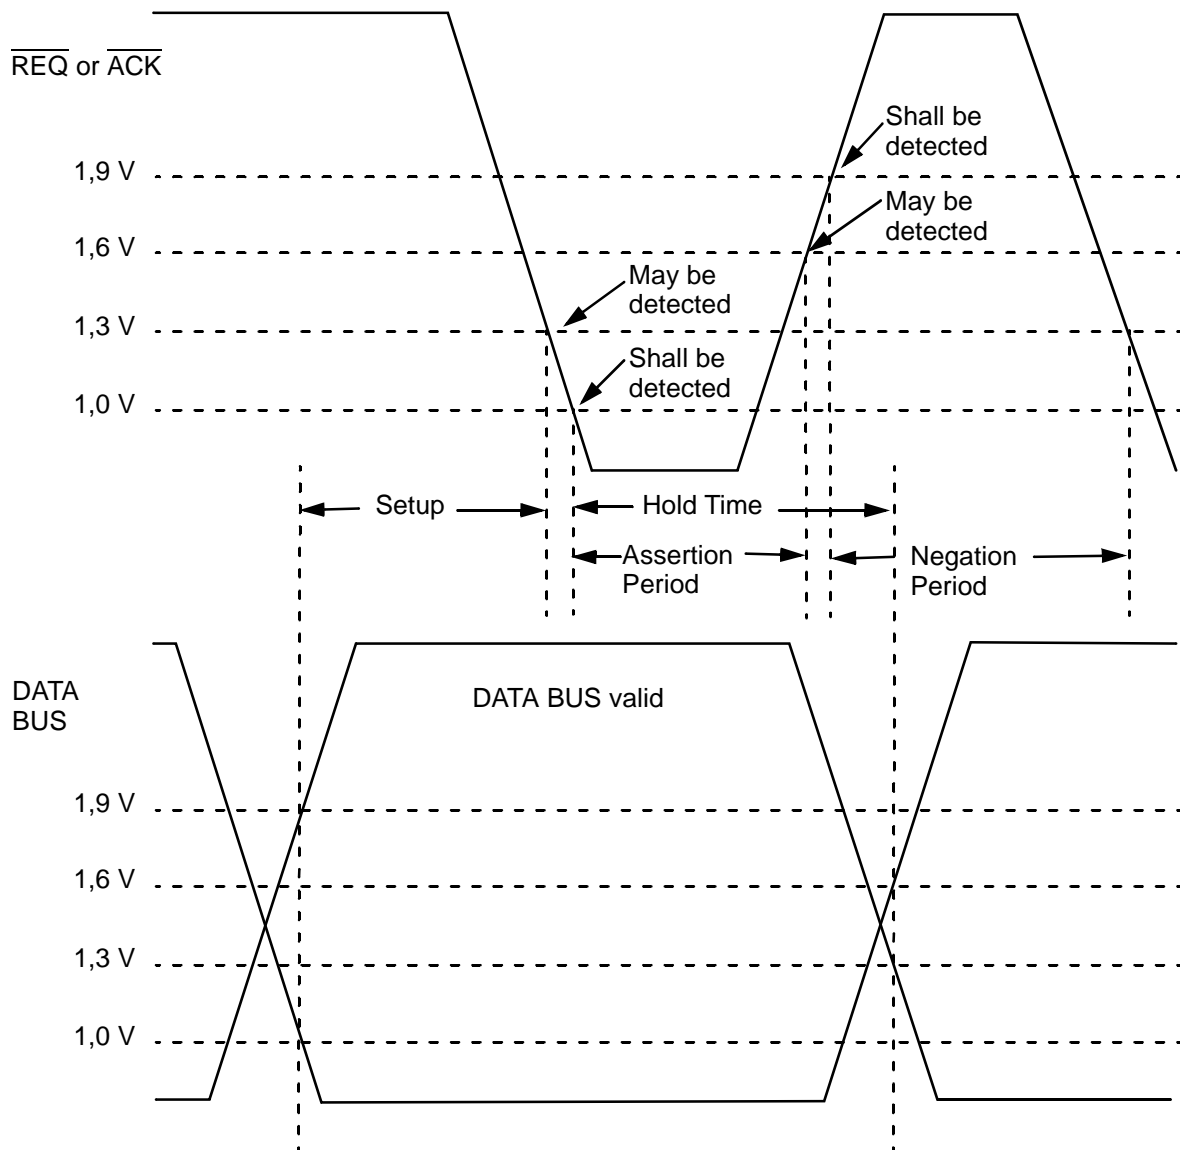 REQ or ACK
Shall be
detected
1,9 V
May be
detected
1,6 V
May be
detected
1,3 V
Shall be
detected
1,0 V
Setup
Hold Time
Assertion
Period
Negation
Period
DATA
BUS
DATA BUS valid
1,9 V
1,6 V
1,3 V
1,0 V